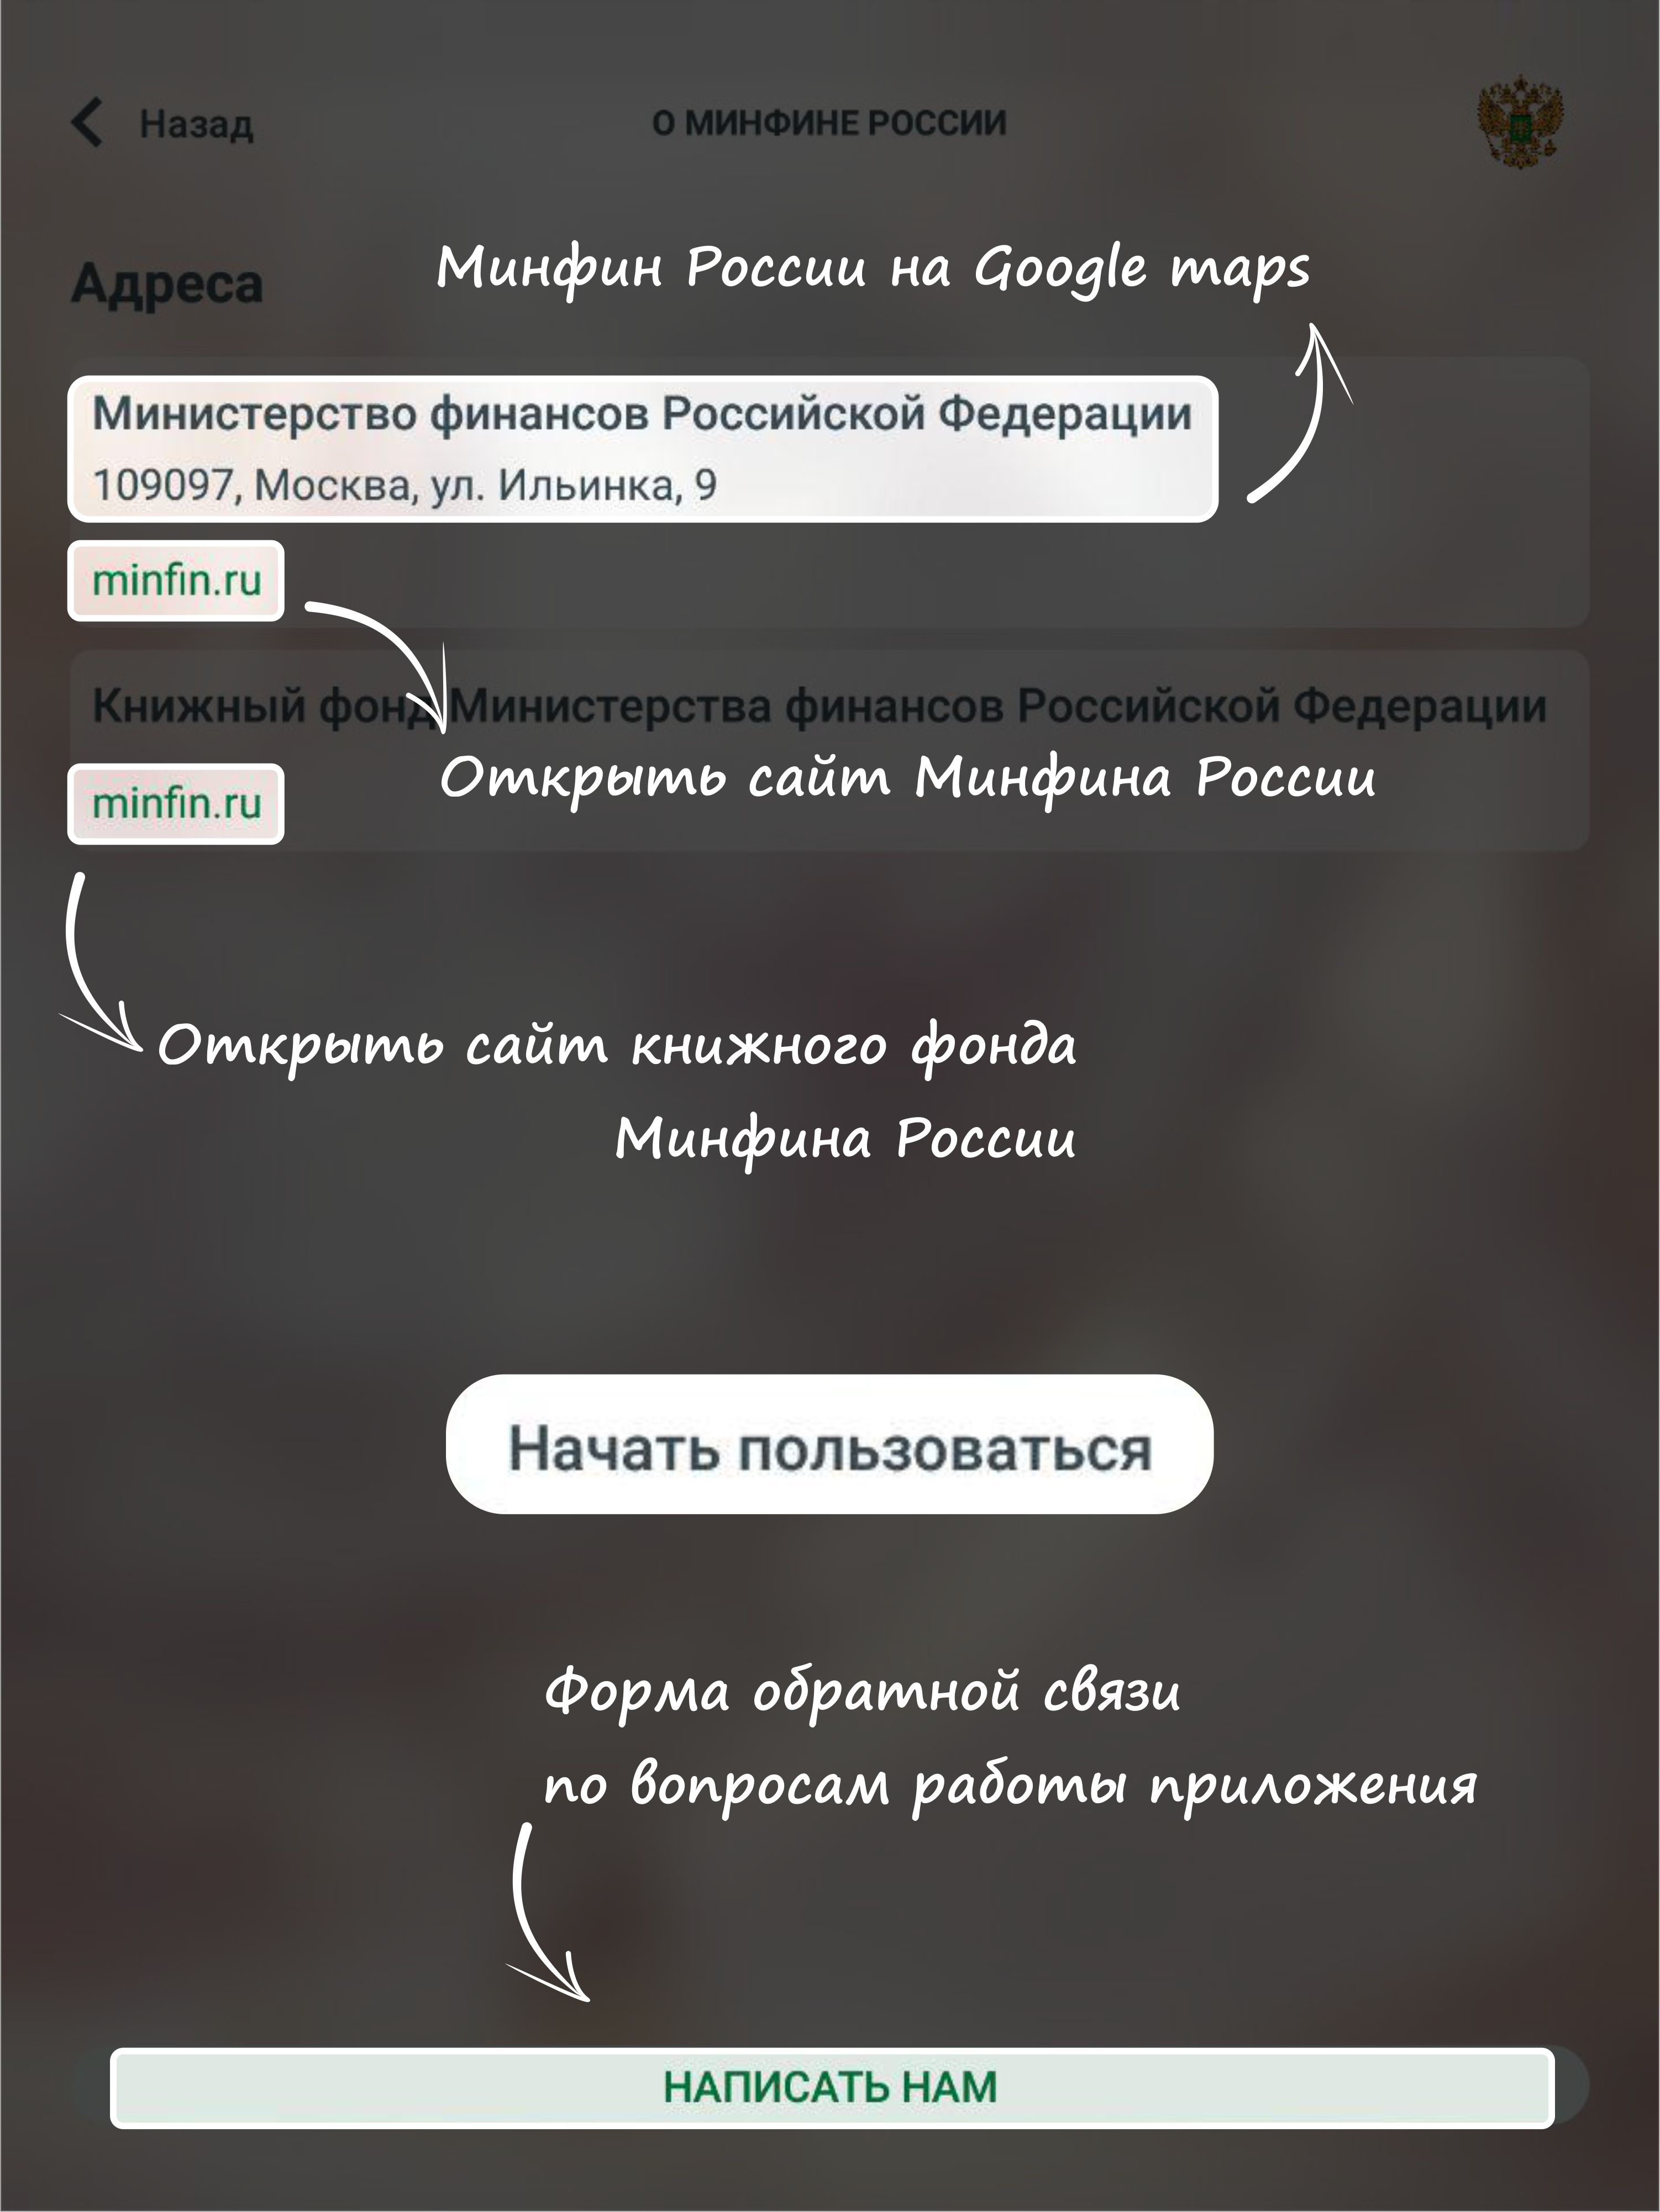 Назад
О МИНФИНЕ РОССИИ
Минфин России на Google maps
Адреса
Министерство финансов Российской Федерации
109097, Москва, ул. Ильинка, 9
minfin.ru
Книжный фонд Министерства финансов Российской Федерации
Открыть сайт Минфина России
minfin.ru
Открыть сайт книжного фонда
Минфина России
Начать пользоваться
Форма обратной связи
по вопросам работы приложения
НАПИСАТЬ НАМ